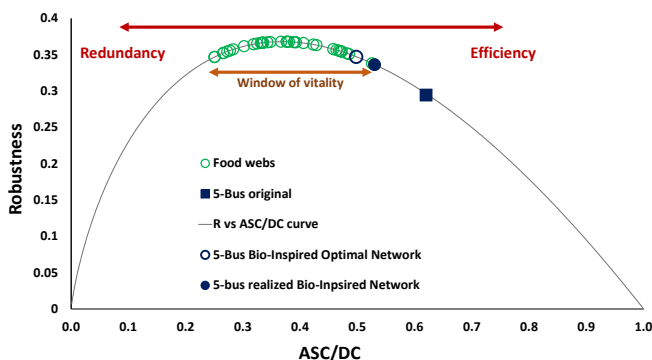 0.4
Redundancy
Efficiency
0.35
Window of vitality
0.3
0.25
0.2
0.15
0.1
0.05
0
Robustness
Food webs
5-Bus original
R vs ASC/DC curve
5-Bus Bio-Inspired Optimal Network
5-bus realized Bio-Inpsired Network
0.0 0.1 0.2 0.3 0.4 0.5 0.6 0.7 0.8 0.9 1.0
ASC/DC